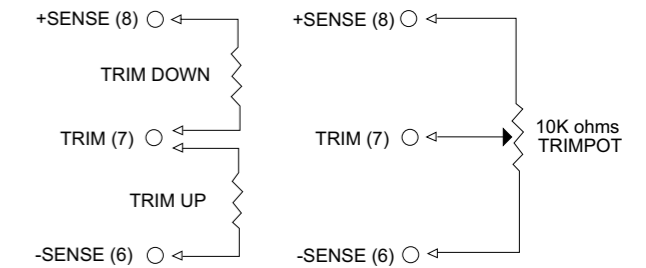 +SENSE (8)
TRIM DOWN
TRIM (7)
TRIM UP
-SENSE (6)
+SENSE (8)
TRIM (7)
10K ohms
TRIMPOT
-SENSE (6)